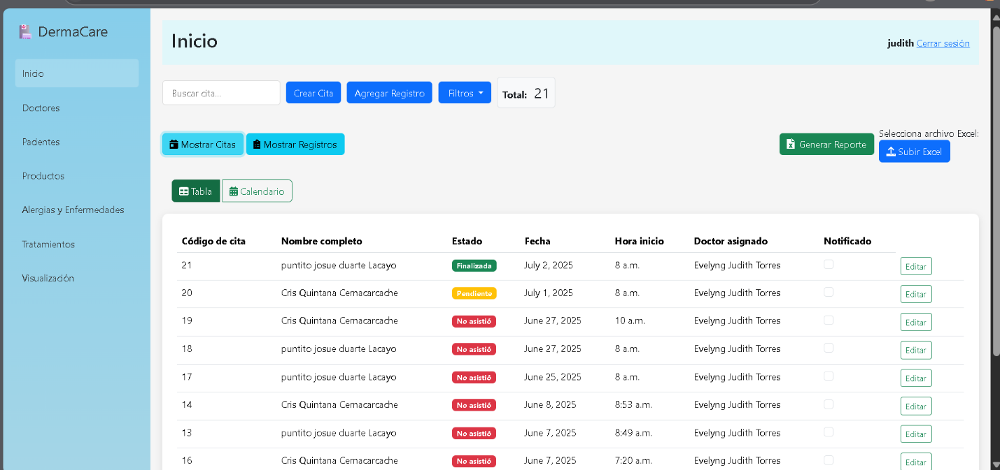 DermaCare
Inicio
Doctores
Pacientes
Productos
Alergias y Enfermedades
Tratamientos
Visualización
Inicio
judith Cerrar sesión
Buscar cita... Crear Cita Agregar Registro Filtros Total: 21
Mostrar Citas Mostrar Registros Generar Reporte Selecciona archivo Excel:
Subir Excel
Tabla Calendario
Código de cita Nombre completo Estado Fecha Hora inicio Doctor asignado Notificado
21 puntito josue duarte Lacayo Finalizada July 2, 2025 8 a.m. Evelyng Judith Torres Editar
20 Cris Quintana Cernacarcache Pendiente July 1, 2025 8 a.m. Evelyng Judith Torres Editar
19 Cris Quintana Cernacarcache No asistió June 27, 2025 10 a.m. Evelyng Judith Torres Editar
18 puntito josue duarte Lacayo No asistió June 27, 2025 8 a.m. Evelyng Judith Torres Editar
17 puntito josue duarte Lacayo No asistió June 25, 2025 8 a.m. Evelyng Judith Torres Editar
14 Cris Quintana Cernacarcache No asistió June 8, 2025 8:53 a.m. Evelyng Judith Torres Editar
13 puntito josue duarte Lacayo No asistió June 7, 2025 8:49 a.m. Evelyng Judith Torres Editar
16 Cris Quintana Cernacarcache No asistió June 7, 2025 7:20 a.m. Evelyng Judith Torres Editar